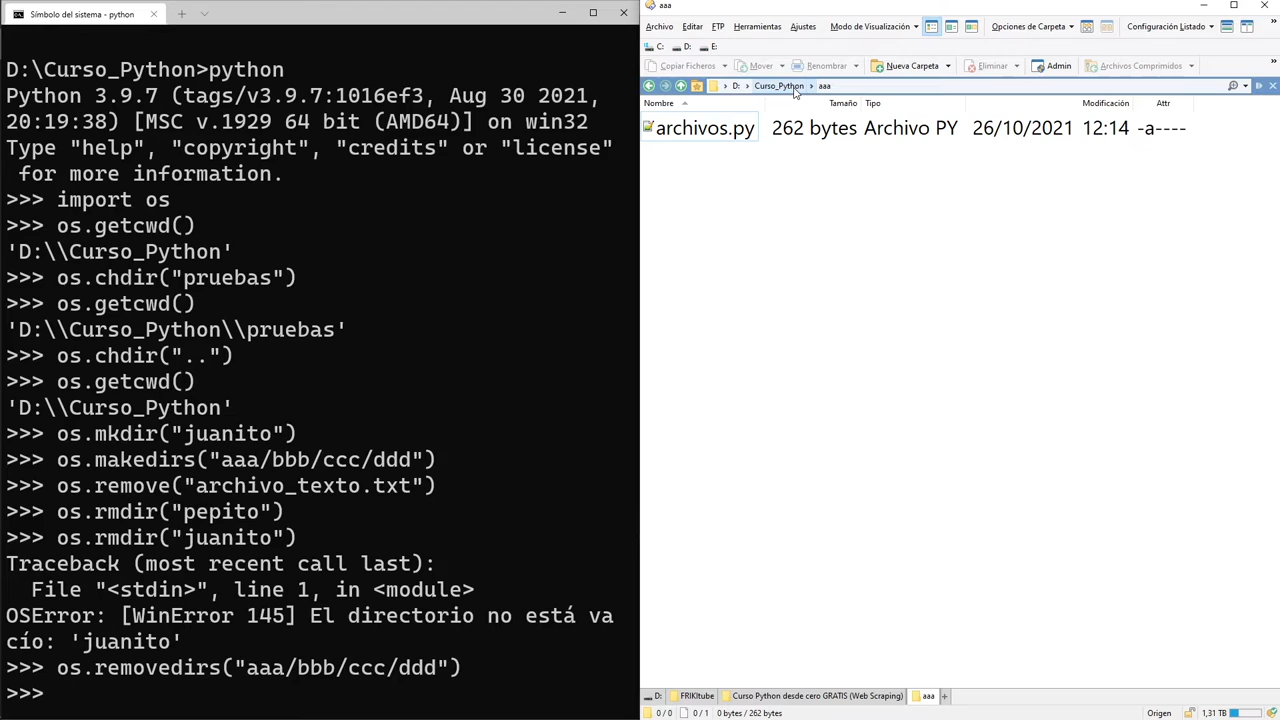 Símbolo del sistema - python
D:\Curso_Python>python
Python 3.9.7 (tags/v3.9.7:1016ef3, Aug 30 2021,
20:19:38) [MSC v.1929 64 bit (AMD64)] on win32
Type "help", "copyright", "credits" or "license"
for more information.
>>> import os
>>> os.getcwd()
'D:\\Curso_Python'
>>> os.chdir("pruebas")
>>> os.getcwd()
'D:\\Curso_Python\\pruebas'
>>> os.chdir("..")
>>> os.getcwd()
'D:\\Curso_Python'
>>> os.mkdir("juanito")
>>> os.makedirs("aaa/bbb/ccc/ddd")
>>> os.remove("archivo_texto.txt")
>>> os.rmdir("pepito")
>>> os.rmdir("juanito")
Traceback (most recent call last):
File "<stdin>", line 1, in <module>
OSError: [WinError 145] El directorio no está va
cío: 'juanito'
>>> os.removedirs("aaa/bbb/ccc/ddd")
>>>
aaa
Archivo Editar FTP Herramientas Ajustes Modo de Visualización Opciones de Carpeta Configuración Listado
C: D: E:
Copiar Ficheros Mover Renombrar Nueva Carpeta Eliminar Admin Archivos Comprimidos
D: Curso_Python aaa
Nombre Tamaño Tipo Modificación Attr
archivos.py 262 bytes Archivo PY 26/10/2021 12:14 -a----
D: FRIKItube Curso Python desde cero GRATIS (Web Scraping) aaa
0 / 0 0 / 1 0 bytes / 262 bytes Origen 1,31 TB